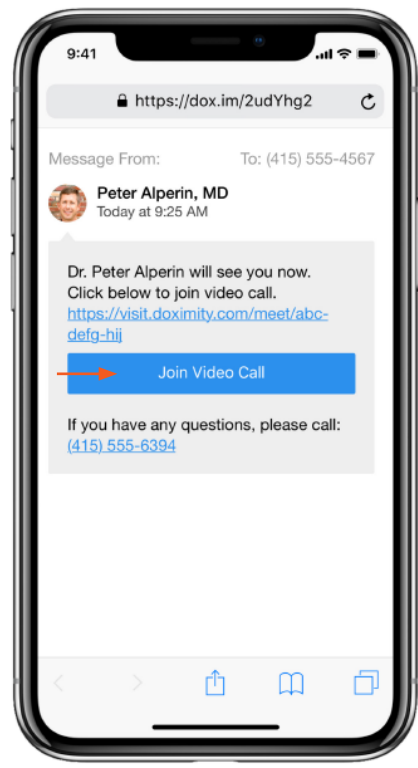 9:41
https://dox.im/2udYhg2
Message From: To: (415) 555-4567
Peter Alperin, MD
Today at 9:25 AM
Dr. Peter Alperin will see you now.
Click below to join video call.
https://visit.doximity.com/meet/abc-
defg-hij
Join Video Call
If you have any questions, please call:
(415) 555-6394